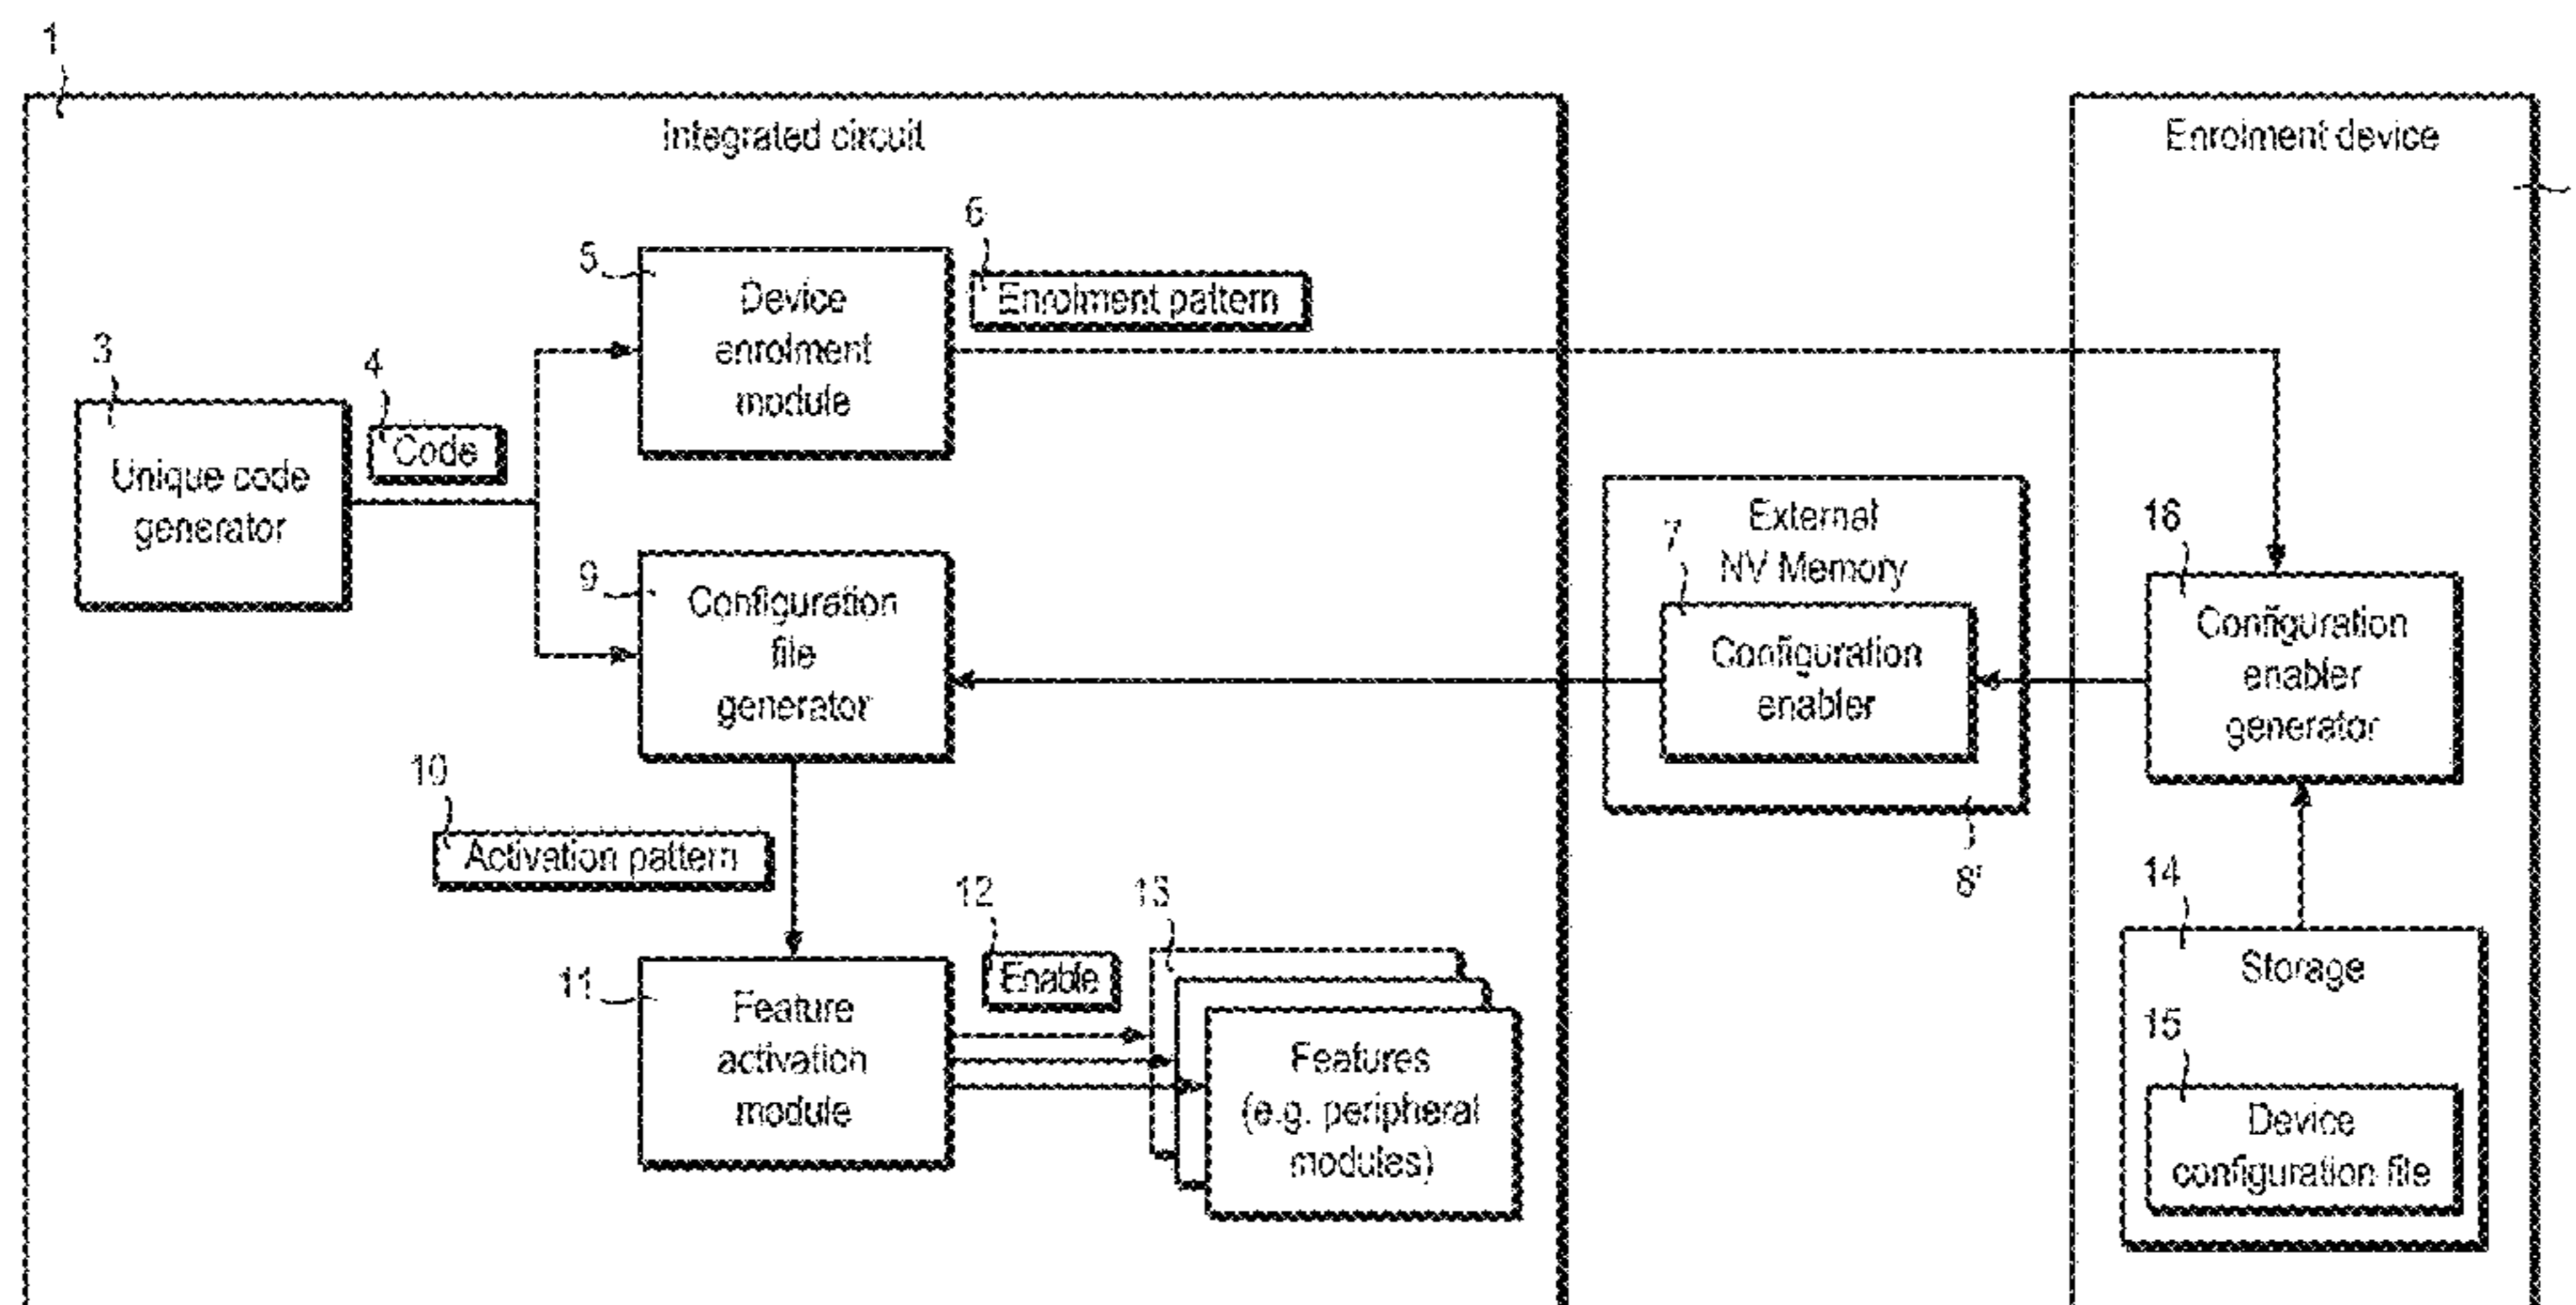 1
Integrated circuit
Enrolment device
6
5
Device
enrolment
module
Enrolment pattern
3
4
Code
Unique code
generator
External
NV Memory
7
Configuration
enabler
16
Configuration
enabler
generator
9
Configuration
file
generator
10
Activation pattern
8'
14
Storage
12
13
Enable
11
Feature
activation
module
Features
(e.g. peripheral
modules)
15
Device
configuration file